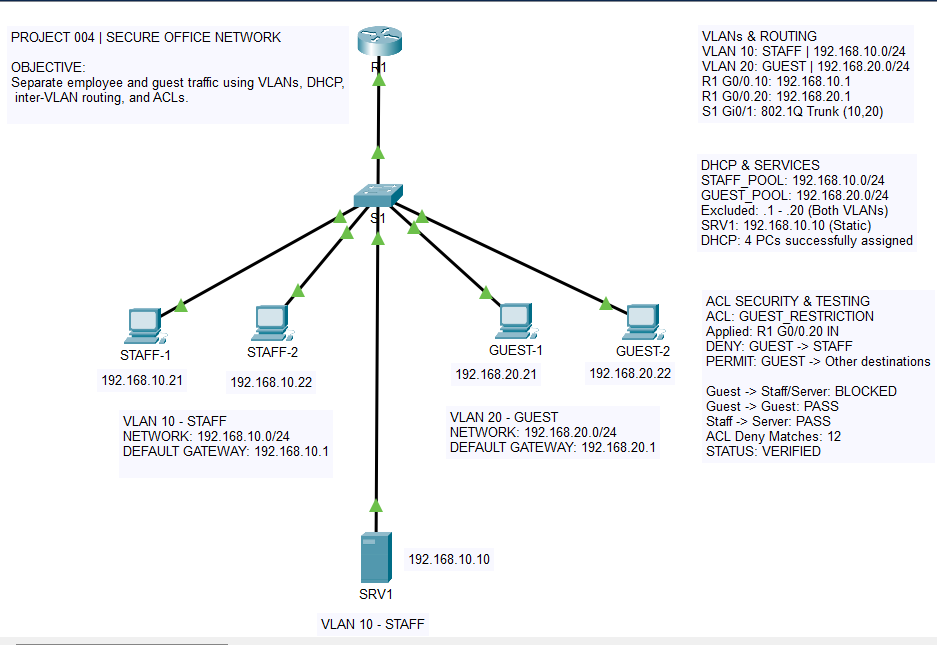 PROJECT 004 | SECURE OFFICE NETWORK
OBJECTIVE:
Separate employee and guest traffic using VLANs, DHCP,
inter-VLAN routing, and ACLs.
R1
VLANs & ROUTING
VLAN 10: STAFF | 192.168.10.0/24
VLAN 20: GUEST | 192.168.20.0/24
R1 G0/0.10: 192.168.10.1
R1 G0/0.20: 192.168.20.1
S1 Gi0/1: 802.1Q Trunk (10,20)
DHCP & SERVICES
STAFF_POOL: 192.168.10.0/24
GUEST_POOL: 192.168.20.0/24
Excluded: .1 - .20 (Both VLANs)
SRV1: 192.168.10.10 (Static)
DHCP: 4 PCs successfully assigned
S1
ACL SECURITY & TESTING
ACL: GUEST_RESTRICTION
Applied: R1 G0/0.20 IN
DENY: GUEST -> STAFF
PERMIT: GUEST -> Other destinations
Guest -> Staff/Server: BLOCKED
Guest -> Guest: PASS
Staff -> Server: PASS
ACL Deny Matches: 12
STATUS: VERIFIED
STAFF-1
192.168.10.21
STAFF-2
192.168.10.22
GUEST-1
192.168.20.21
GUEST-2
192.168.20.22
VLAN 10 - STAFF
NETWORK: 192.168.10.0/24
DEFAULT GATEWAY: 192.168.10.1
VLAN 20 - GUEST
NETWORK: 192.168.20.0/24
DEFAULT GATEWAY: 192.168.20.1
192.168.10.10
SRV1
VLAN 10 - STAFF